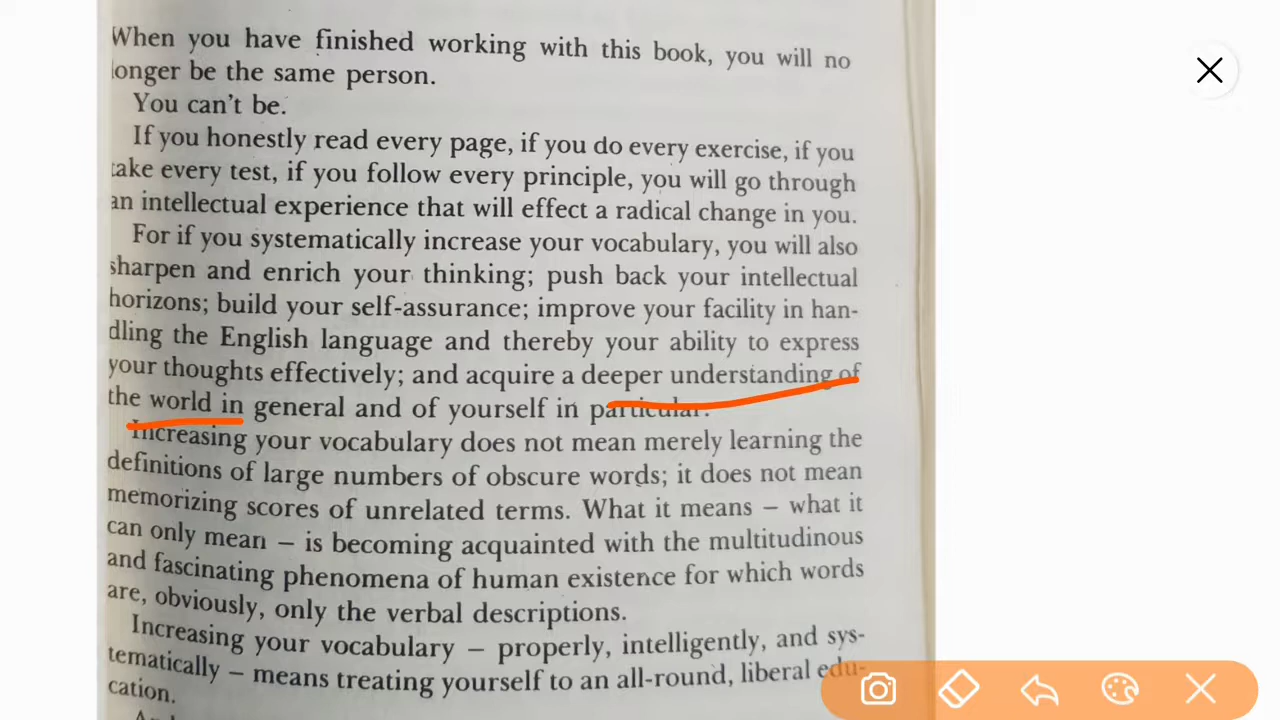 When you have finished working with this book, you will no
longer be the same person.
You can't be.
If you honestly read every page, if you do every exercise, if you
take every test, if you follow every principle, you will go through
an intellectual experience that will effect a radical change in you.
For if you systematically increase your vocabulary, you will also
sharpen and enrich your thinking; push back your intellectual
horizons; build your self-assurance; improve your facility in han-
dling the English language and thereby your ability to express
your thoughts effectively; and acquire a deeper understanding of
the world in general and of yourself in particular.
Increasing your vocabulary does not mean merely learning the
definitions of large numbers of obscure words; it does not mean
memorizing scores of unrelated terms. What it means – what it
can only mean – is becoming acquainted with the multitudinous
and fascinating phenomena of human existence for which words
are, obviously, only the verbal descriptions.
Increasing your vocabulary – properly, intelligently, and sys-
tematically – means treating yourself to an all-round, liberal edu-
cation.